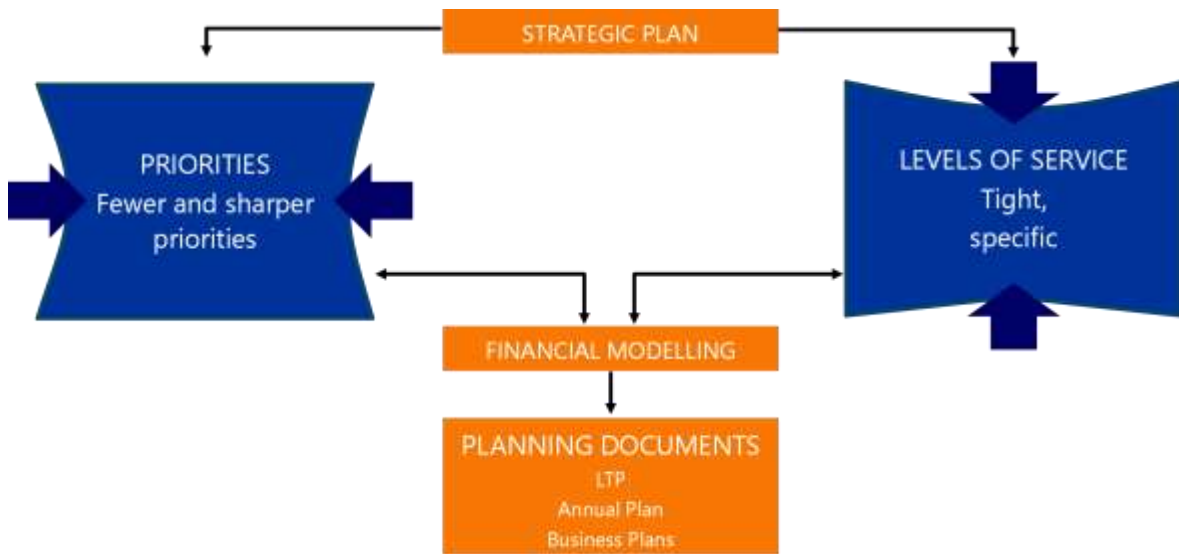 STRATEGIC PLAN
PRIORITIES
Fewer and sharper
priorities
LEVELS OF SERVICE
Tight,
specific
FINANCIAL MODELLING
PLANNING DOCUMENTS
LTP
Annual Plan
Business Plans